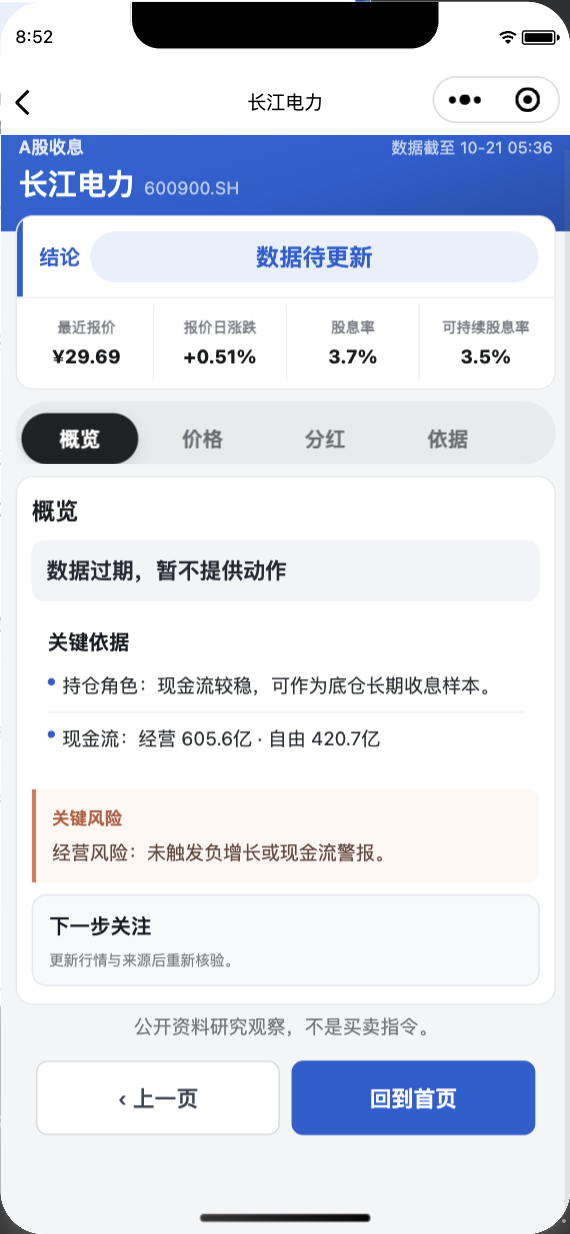 8:52
长江电力
A股收息
数据截至 10-21 05:36
长江电力 600900.SH
结论
数据待更新
最近报价
报价日涨跌
股息率
可持续股息率
¥29.69
+0.51%
3.7%
3.5%
概览
价格
分红
依据
概览
数据过期，暂不提供动作
关键依据
• 持仓角色：现金流较稳，可作为底仓长期收息样本。
• 现金流：经营 605.6亿 · 自由 420.7亿
关键风险
经营风险：未触发负增长或现金流警报。
下一步关注
更新行情与来源后重新核验。
公开资料研究观察，不是买卖指令。
‹ 上一页
回到首页